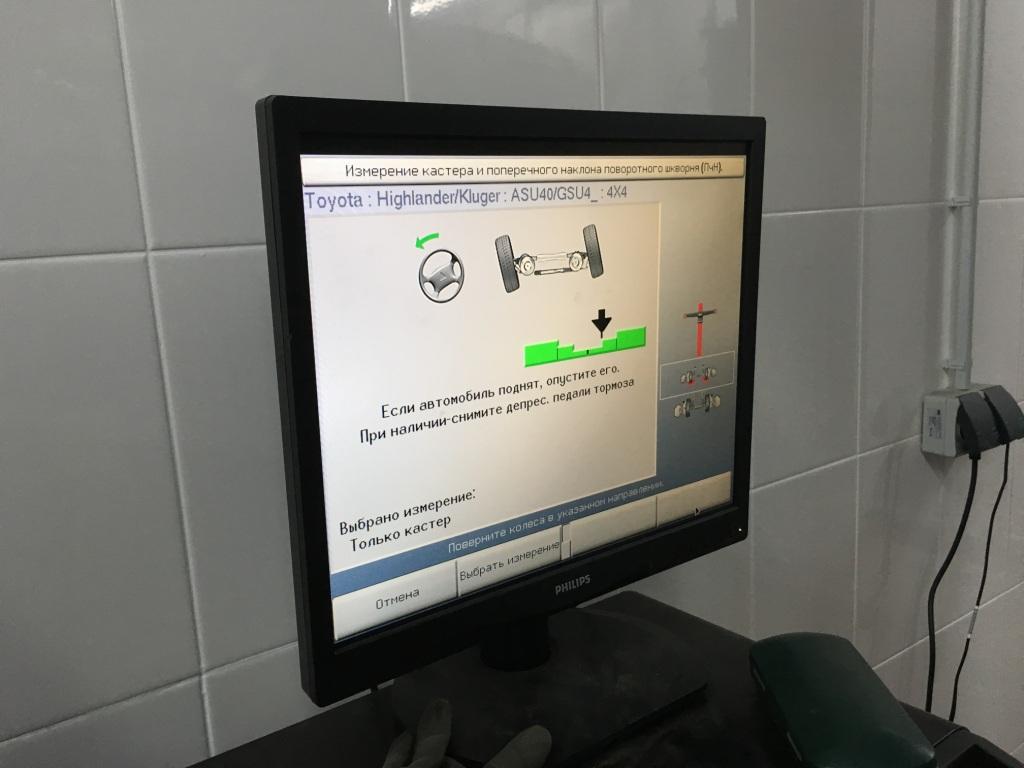 Измерение кастера и поперечного наклона поворотного шкворня (ПчН).
Toyota : Highlander/Kluger : ASU40/GSU4_ : 4X4
Если автомобиль поднят, опустите его.
При наличии-снимите депрес. педали тормоза
Выбрано измерение:
Только кастер
Поверните колеса в указанном направлении.
Отмена
Выбрать измерение
PHILIPS